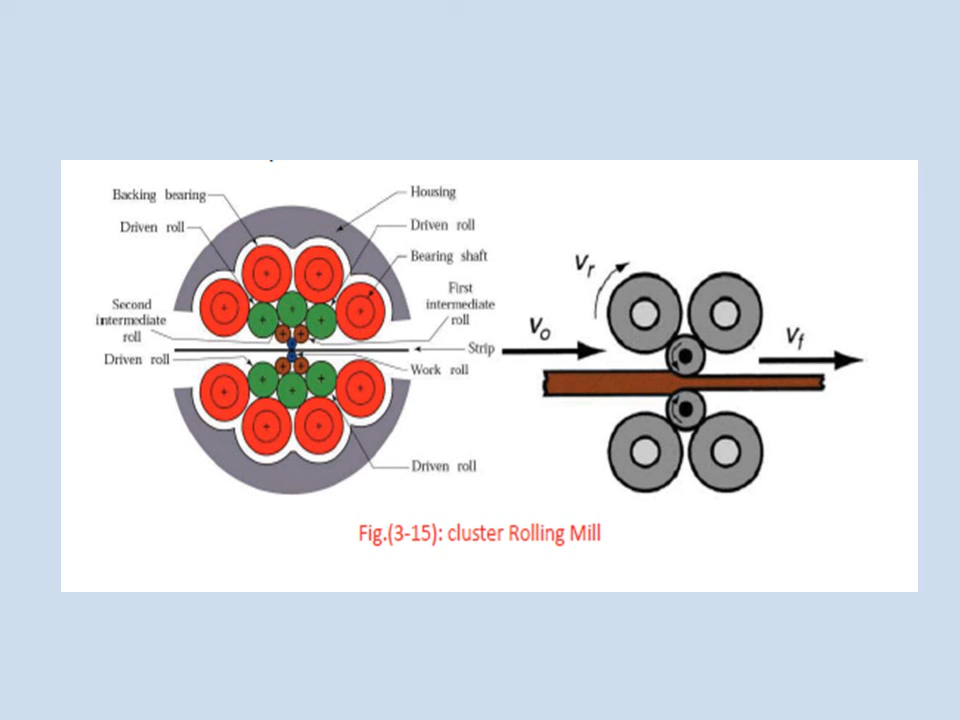 Backing bearing
Driven roll
Second
intermediate
roll
Driven roll
Housing
Driven roll
Bearing shaft
First
intermediate
roll
Strip
Work roll
Driven roll
Vr
Vo
Vf
Fig.(3-15): cluster Rolling Mill